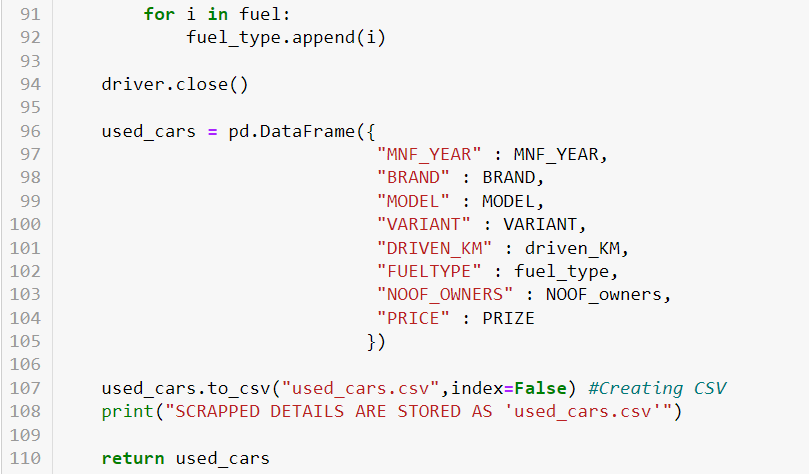 91 for i in fuel:
92 fuel_type.append(i)
93
94 driver.close()
95
96 used_cars = pd.DataFrame({
97 "MNF_YEAR" : MNF_YEAR,
98 "BRAND" : BRAND,
99 "MODEL" : MODEL,
100 "VARIANT" : VARIANT,
101 "DRIVEN_KM" : driven_KM,
102 "FUELTYPE" : fuel_type,
103 "NOOF_OWNERS" : NOOF_owners,
104 "PRICE" : PRIZE
105 })
106
107 used_cars.to_csv("used_cars.csv",index=False) #Creating CSV
108 print("SCRAPPED DETAILS ARE STORED AS 'used_cars.csv'")
109
110 return used_cars